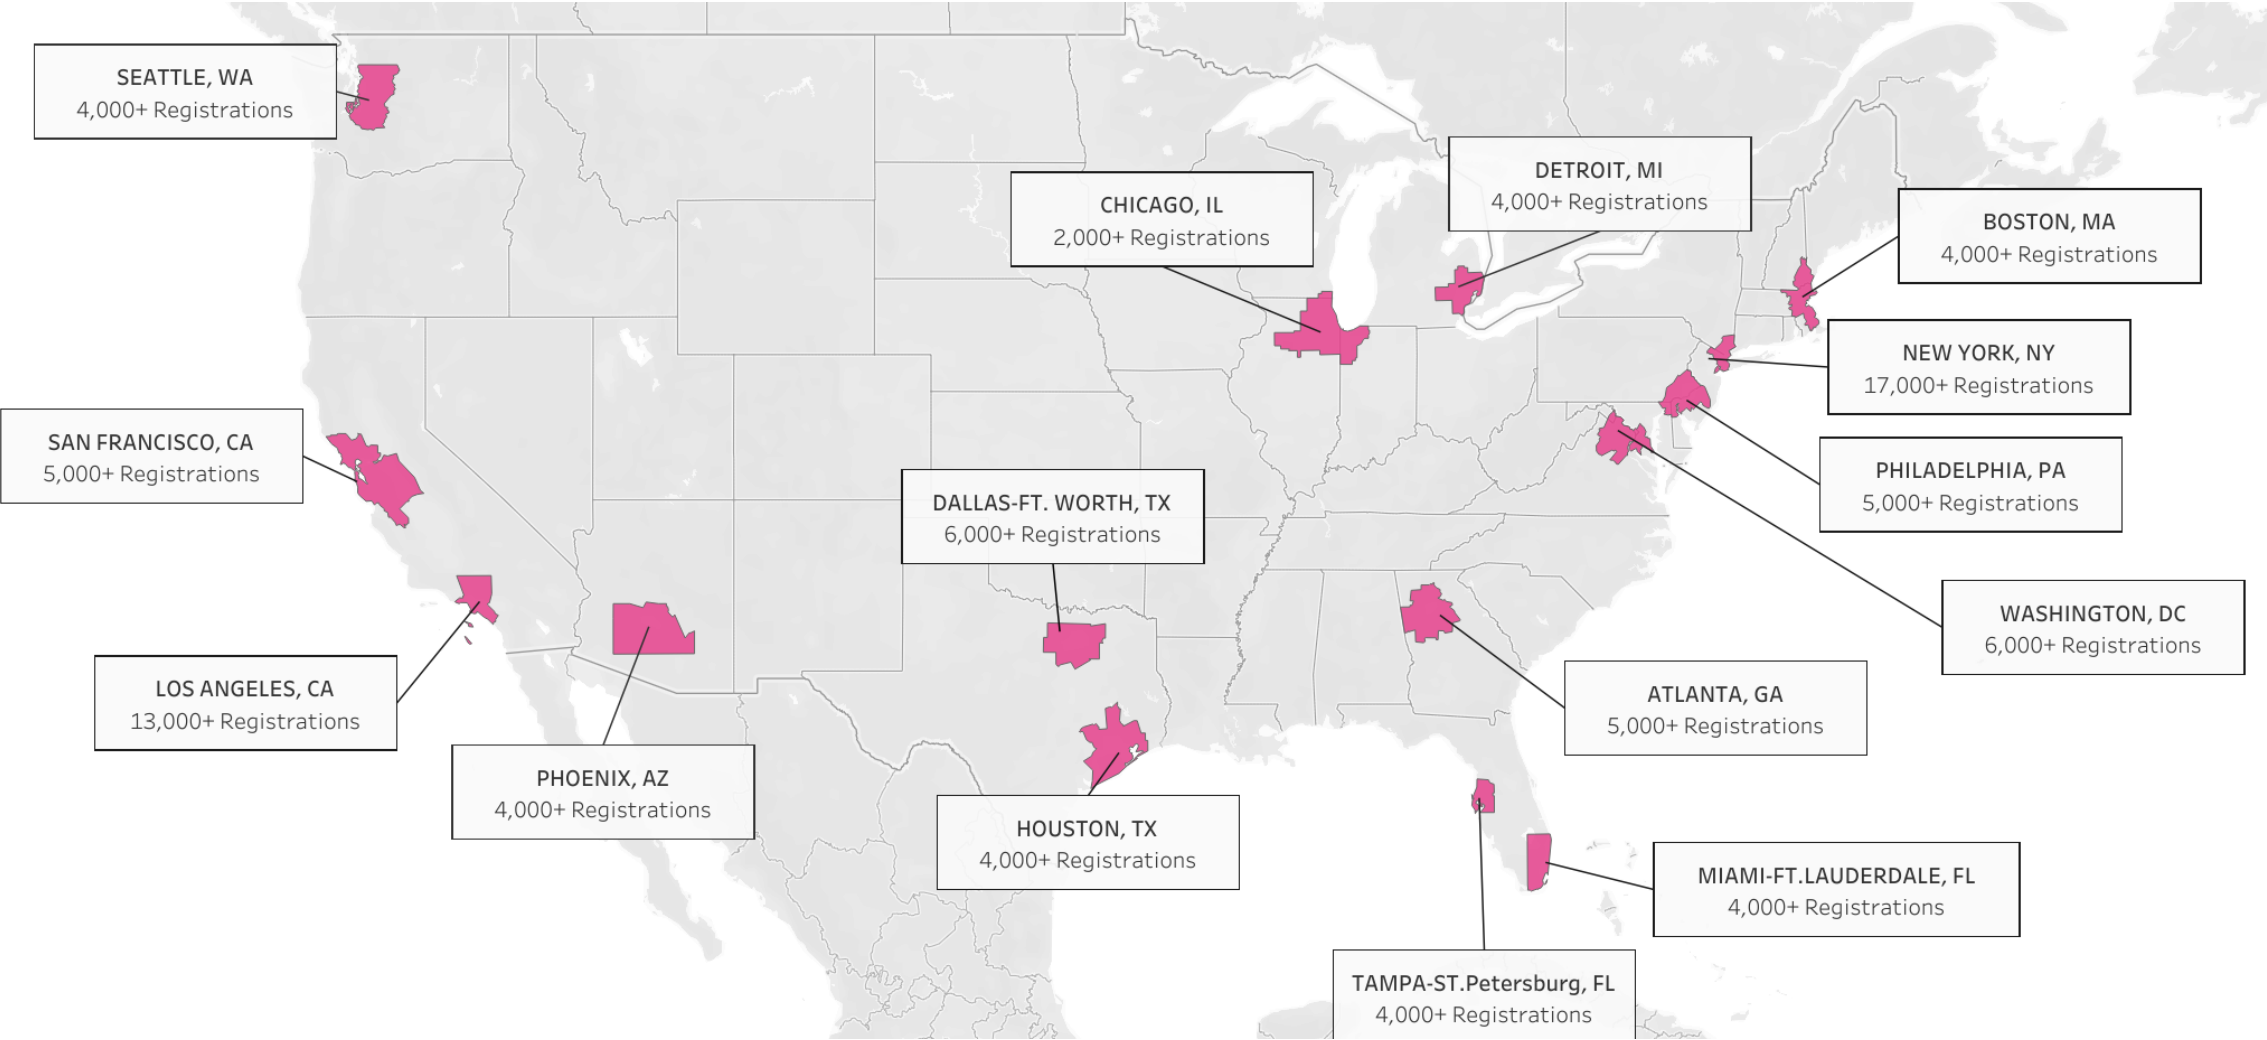 SEATTLE, WA
4,000+ Registrations
DETROIT, MI
4,000+ Registrations
CHICAGO, IL
2,000+ Registrations
BOSTON, MA
4,000+ Registrations
NEW YORK, NY
17,000+ Registrations
SAN FRANCISCO, CA
5,000+ Registrations
PHILADELPHIA, PA
5,000+ Registrations
DALLAS-FT. WORTH, TX
6,000+ Registrations
WASHINGTON, DC
6,000+ Registrations
LOS ANGELES, CA
13,000+ Registrations
ATLANTA, GA
5,000+ Registrations
PHOENIX, AZ
4,000+ Registrations
HOUSTON, TX
4,000+ Registrations
MIAMI-FT.LAUDERDALE, FL
4,000+ Registrations
TAMPA-ST.Petersburg, FL
4,000+ Registrations